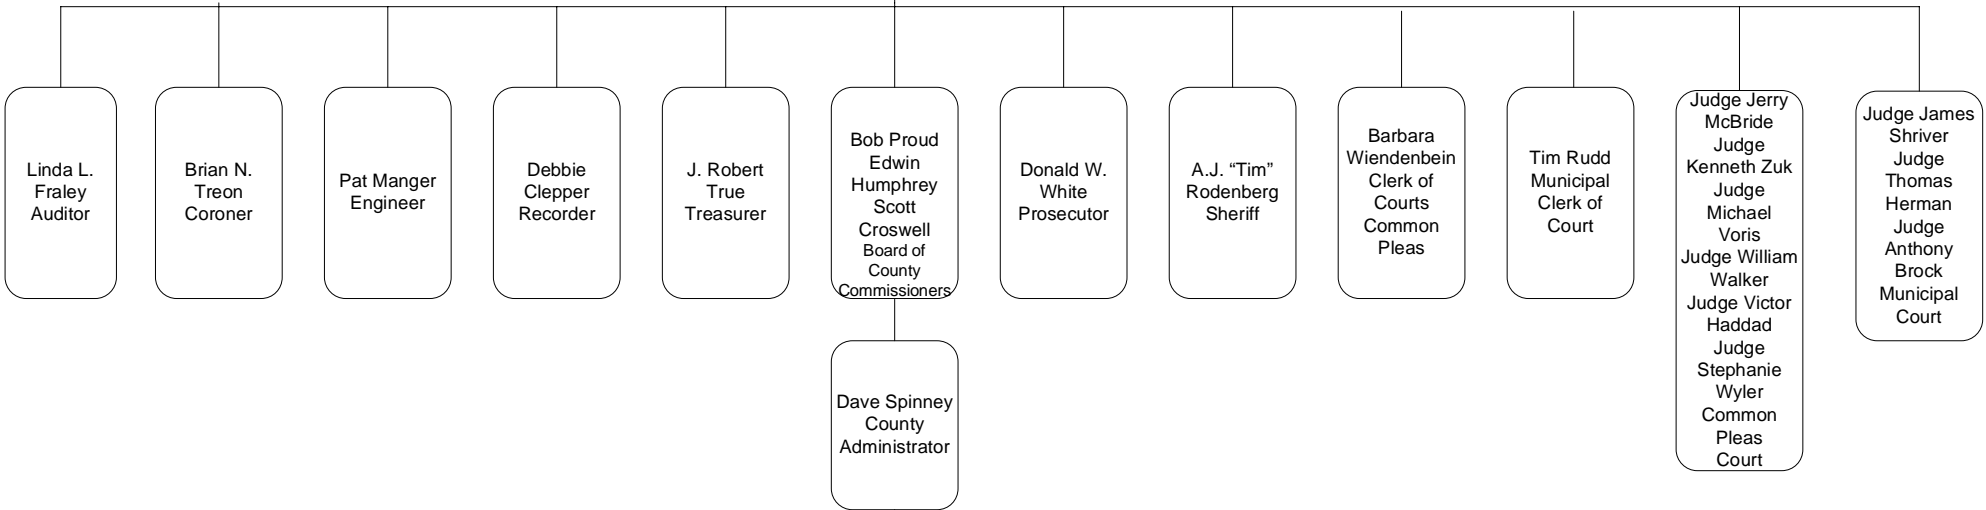 Linda L.
Fraley
Auditor
Brian N.
Treon
Coroner
Pat Manger
Engineer
Debbie
Clepper
Recorder
J. Robert
True
Treasurer
Bob Proud
Edwin
Humphrey
Scott
Croswell
Board of
County
Commissioners
Donald W.
White
Prosecutor
A.J. “Tim”
Rodenberg
Sheriff
Barbara
Wiendenbein
Clerk of
Courts
Common
Pleas
Tim Rudd
Municipal
Clerk of
Court
Judge Jerry
McBride
Judge
Kenneth Zuk
Judge
Michael
Voris
Judge William
Walker
Judge Victor
Haddad
Judge
Stephanie
Wyler
Common
Pleas
Court
Judge James
Shriver
Judge
Thomas
Herman
Judge
Anthony
Brock
Municipal
Court
Dave Spinney
County
Administrator